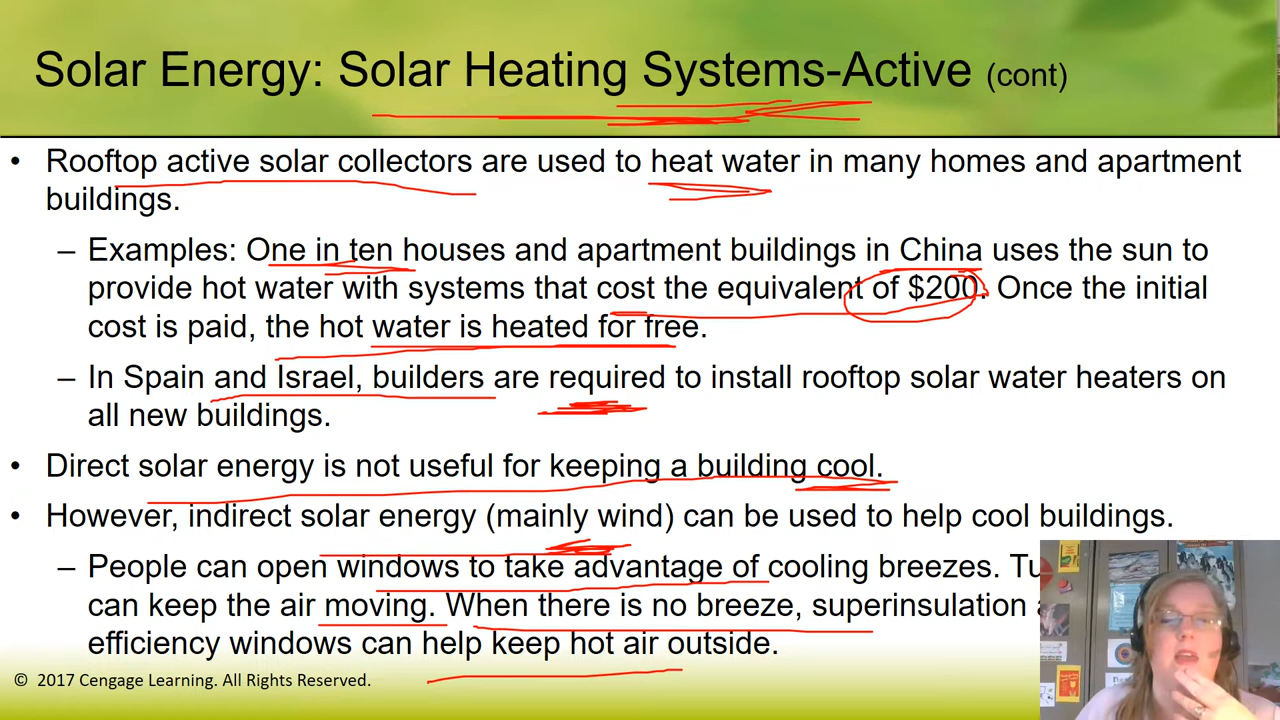 Solar Energy: Solar Heating Systems-Active (cont)
• Rooftop active solar collectors are used to heat water in many homes and apartment
buildings.
– Examples: One in ten houses and apartment buildings in China uses the sun to
provide hot water with systems that cost the equivalent of $200. Once the initial
cost is paid, the hot water is heated for free.
– In Spain and Israel, builders are required to install rooftop solar water heaters on
all new buildings.
• Direct solar energy is not useful for keeping a building cool.
• However, indirect solar energy (mainly wind) can be used to help cool buildings.
– People can open windows to take advantage of cooling breezes.
can keep the air moving. When there is no breeze, superinsulation
efficiency windows can help keep hot air outside.
© 2017 Cengage Learning. All Rights Reserved.